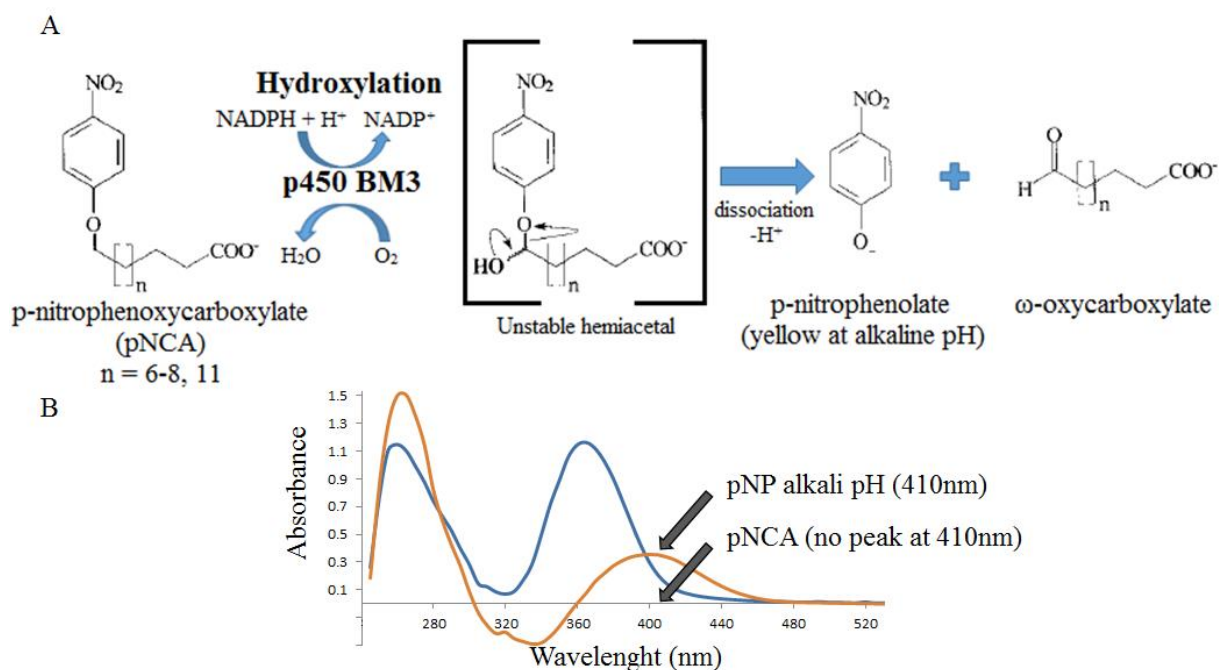 A
NO2
Hydroxylation
NADPH + H+ NADP+
p450 BM3
H2O O2
O
COO-
n
p-nitrophenoxycarboxylate
(pNCA)
n = 6-8, 11
NO2
O
HO
COO-
n
Unstable hemiacetal
dissociation
-H+
NO2
O-
p-nitrophenolate
(yellow at alkaline pH)
O
H
COO-
n
ω-oxycarboxylate
B
Absorbance
1.5
1.3
1.1
0.9
0.7
0.5
0.3
0.1
280 320 360 400 440 480 520
Wavelenght (nm)
pNP alkali pH (410nm)
pNCA (no peak at 410nm)